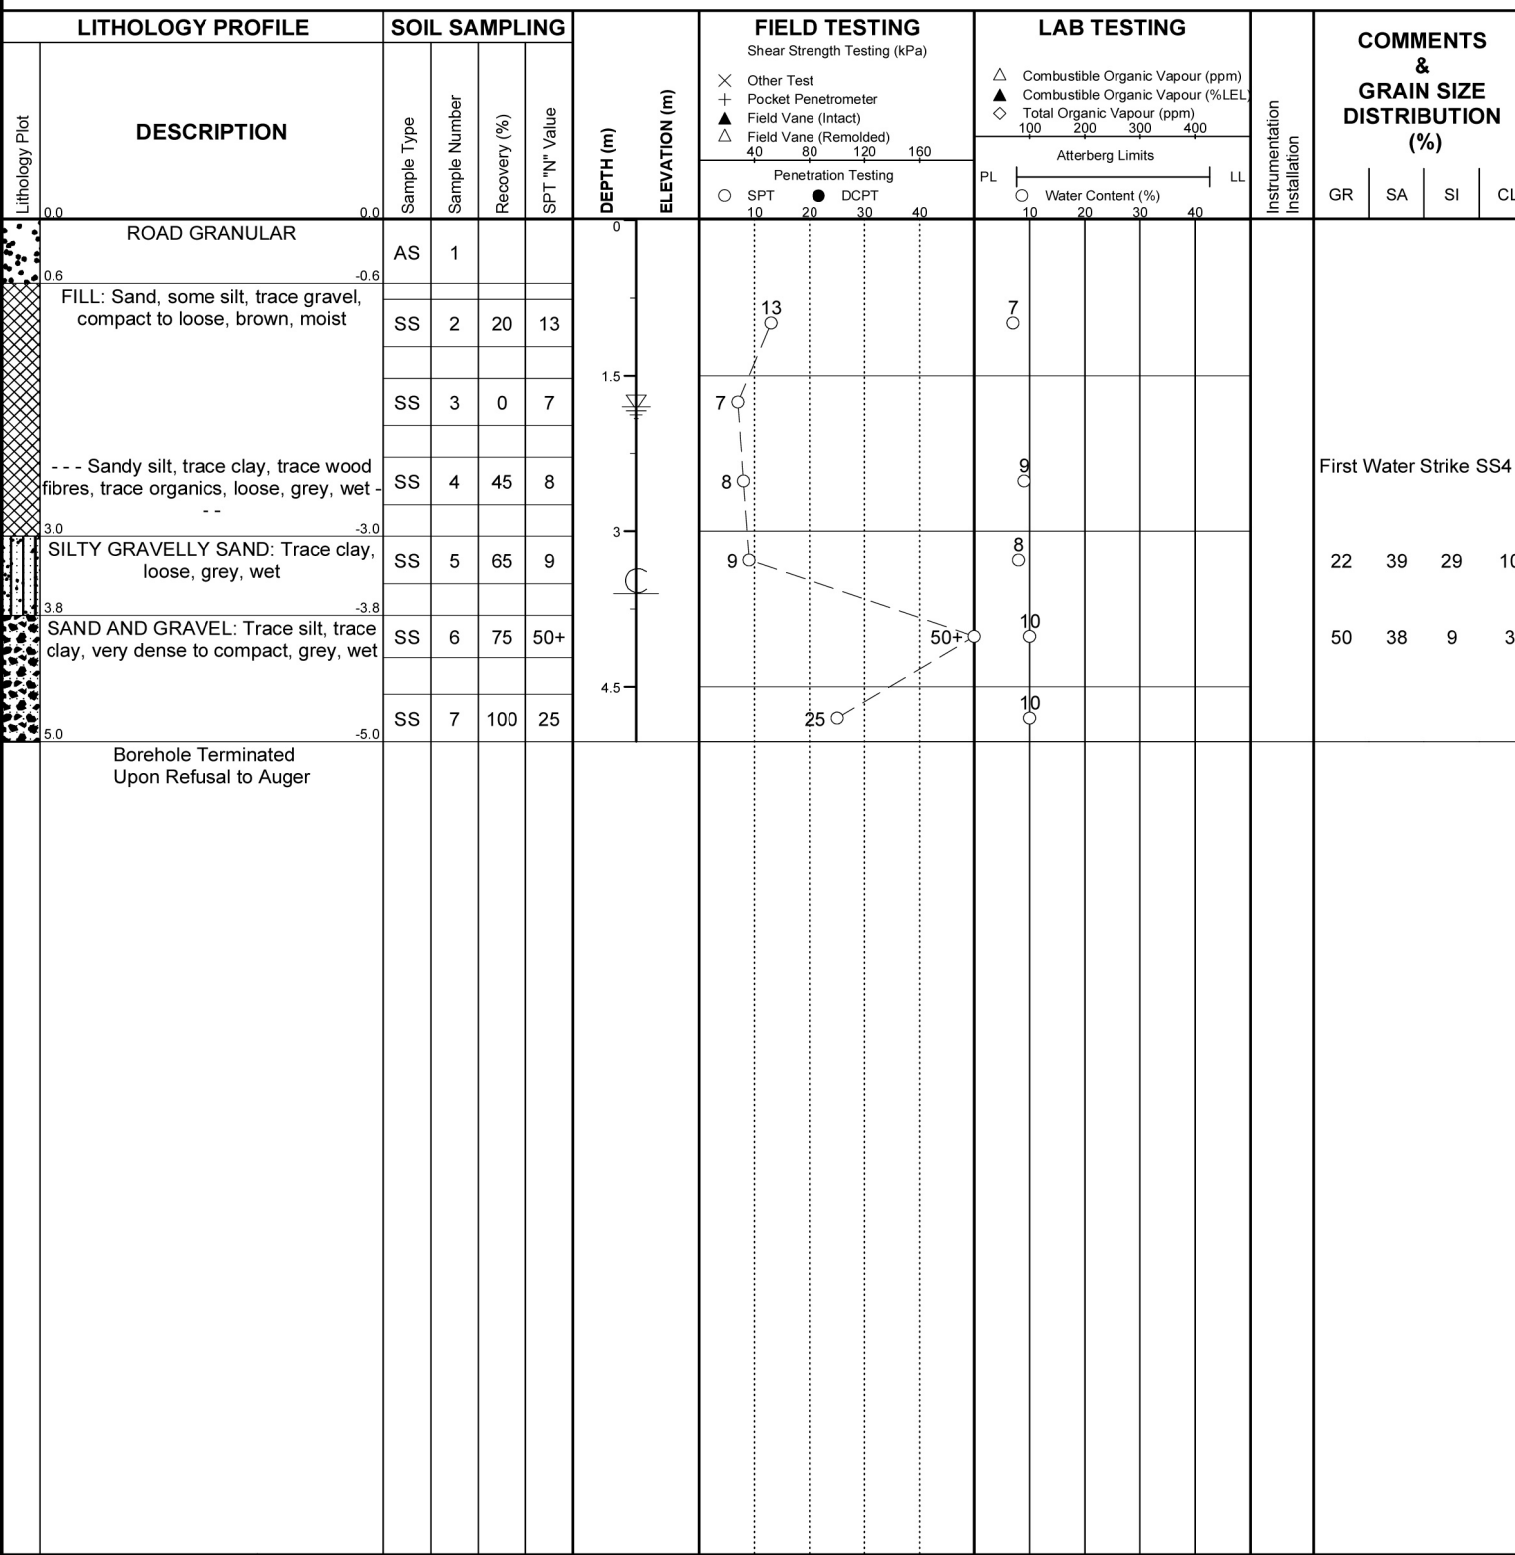 LITHOLOGY PROFILE
SOIL SAMPLING
FIELD TESTING
LAB TESTING
COMMENTS
&
GRAIN SIZE
DISTRIBUTION
(%)
Shear Strength Testing (kPa)
Other Test
Pocket Penetrometer
Field Vane (Intact)
Field Vane (Remolded)
40 80 120 160
Penetration Testing
SPT DCPT
10 20 30 40
Combustible Organic Vapour (ppm)
Combustible Organic Vapour (%LEL)
Total Organic Vapour (ppm)
100 200 300 400
Atterberg Limits
PL LL
Water Content (%)
10 20 30 40
Lithology Plot
DESCRIPTION
Sample Type
Sample Number
Recovery (%)
SPT "N" Value
DEPTH (m)
ELEVATION (m)
Instrumentation
Installation
GR SA SI CL
0.0 0.0
0
ROAD GRANULAR
AS 1
0.6 -0.6
FILL: Sand, some silt, trace gravel,
compact to loose, brown, moist
SS 2 20 13
13
7
1.5
SS 3 0 7
7
- - - Sandy silt, trace clay, trace wood
fibres, trace organics, loose, grey, wet -
- -
SS 4 45 8
8
9
First Water Strike SS4
3.0 -3.0
3
SILTY GRAVELLY SAND: Trace clay,
loose, grey, wet
SS 5 65 9
9
8
22 39 29 10
C
3.8 -3.8
SAND AND GRAVEL: Trace silt, trace
clay, very dense to compact, grey, wet
SS 6 75 50+
50+
10
50 38 9 3
4.5
SS 7 100 25
25
10
5.0 -5.0
Borehole Terminated
Upon Refusal to Auger